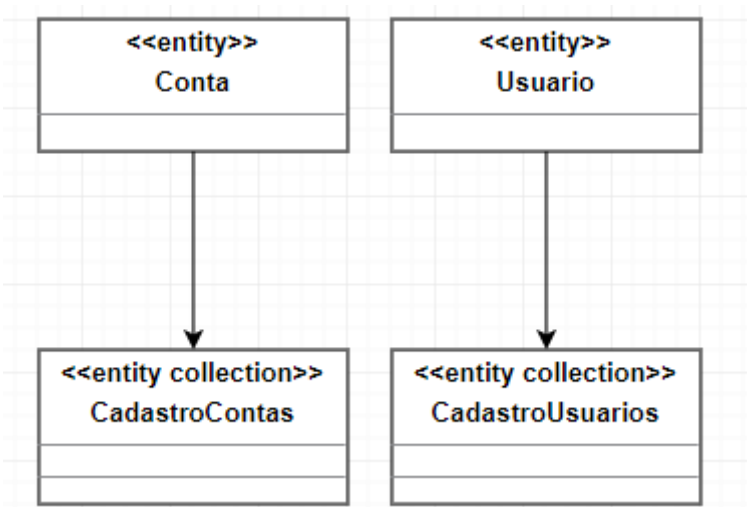 <<entity>>
Conta
<<entity>>
Usuario
<<entity collection>>
CadastroContas
<<entity collection>>
CadastroUsuarios